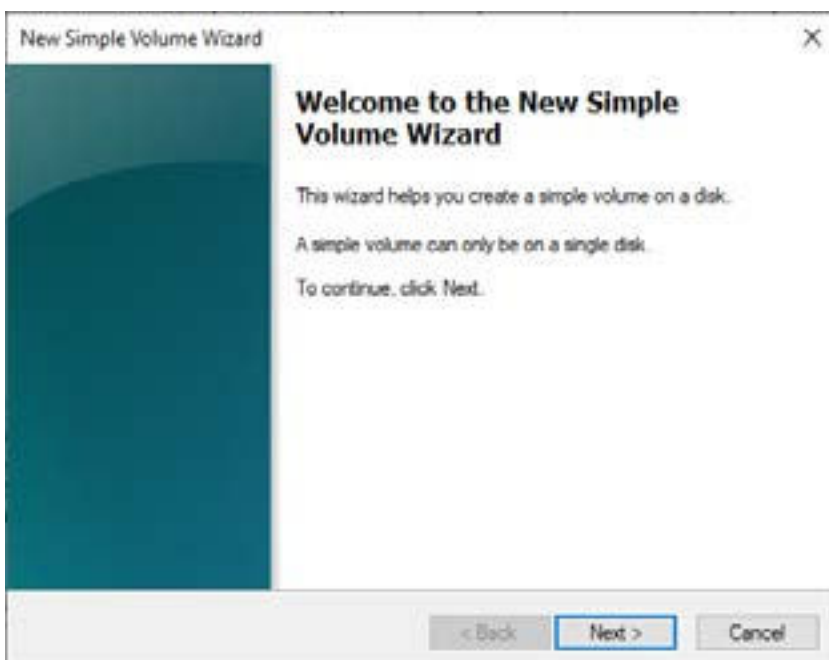 New Simple Volume Wizard
Welcome to the New Simple
Volume Wizard
This wizard helps you create a simple volume on a disk.
A simple volume can only be on a single disk.
To continue, click Next.
< Back
Next >
Cancel